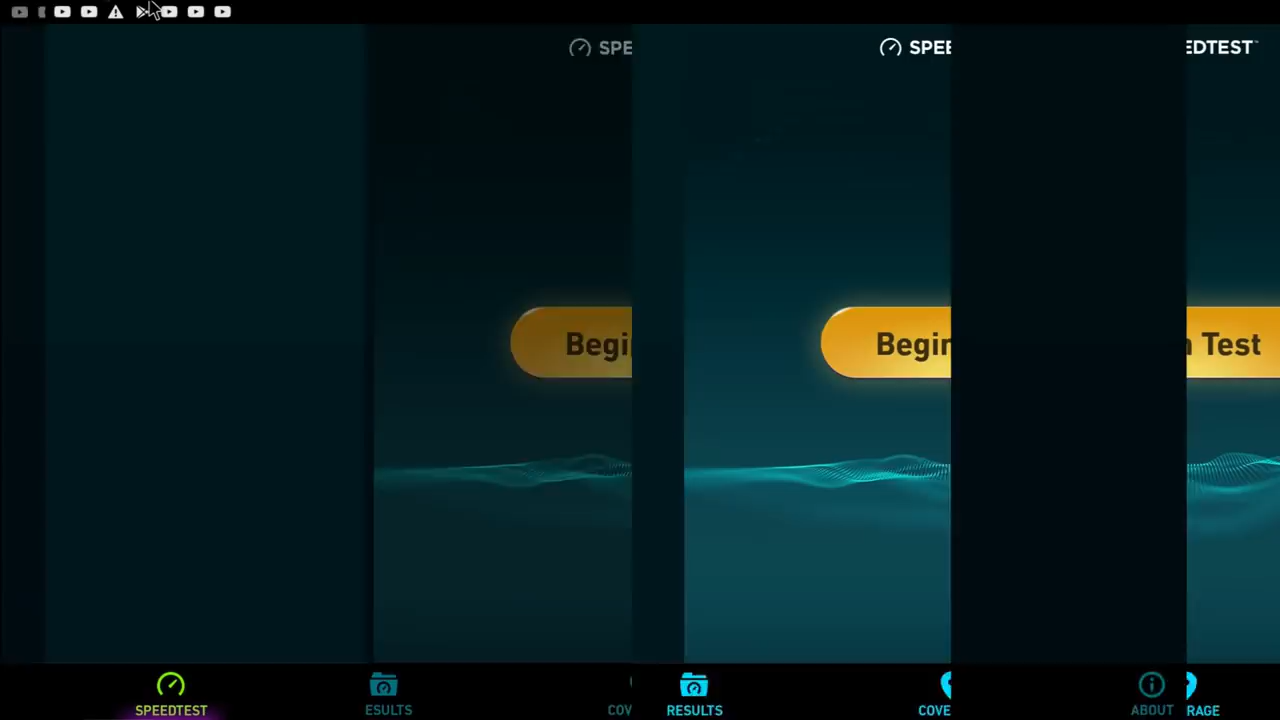 SPE SPEE EDTEST
Begi Begin n Test
SPEEDTEST ESULTS COV RESULTS COVE ABOUT RAGE